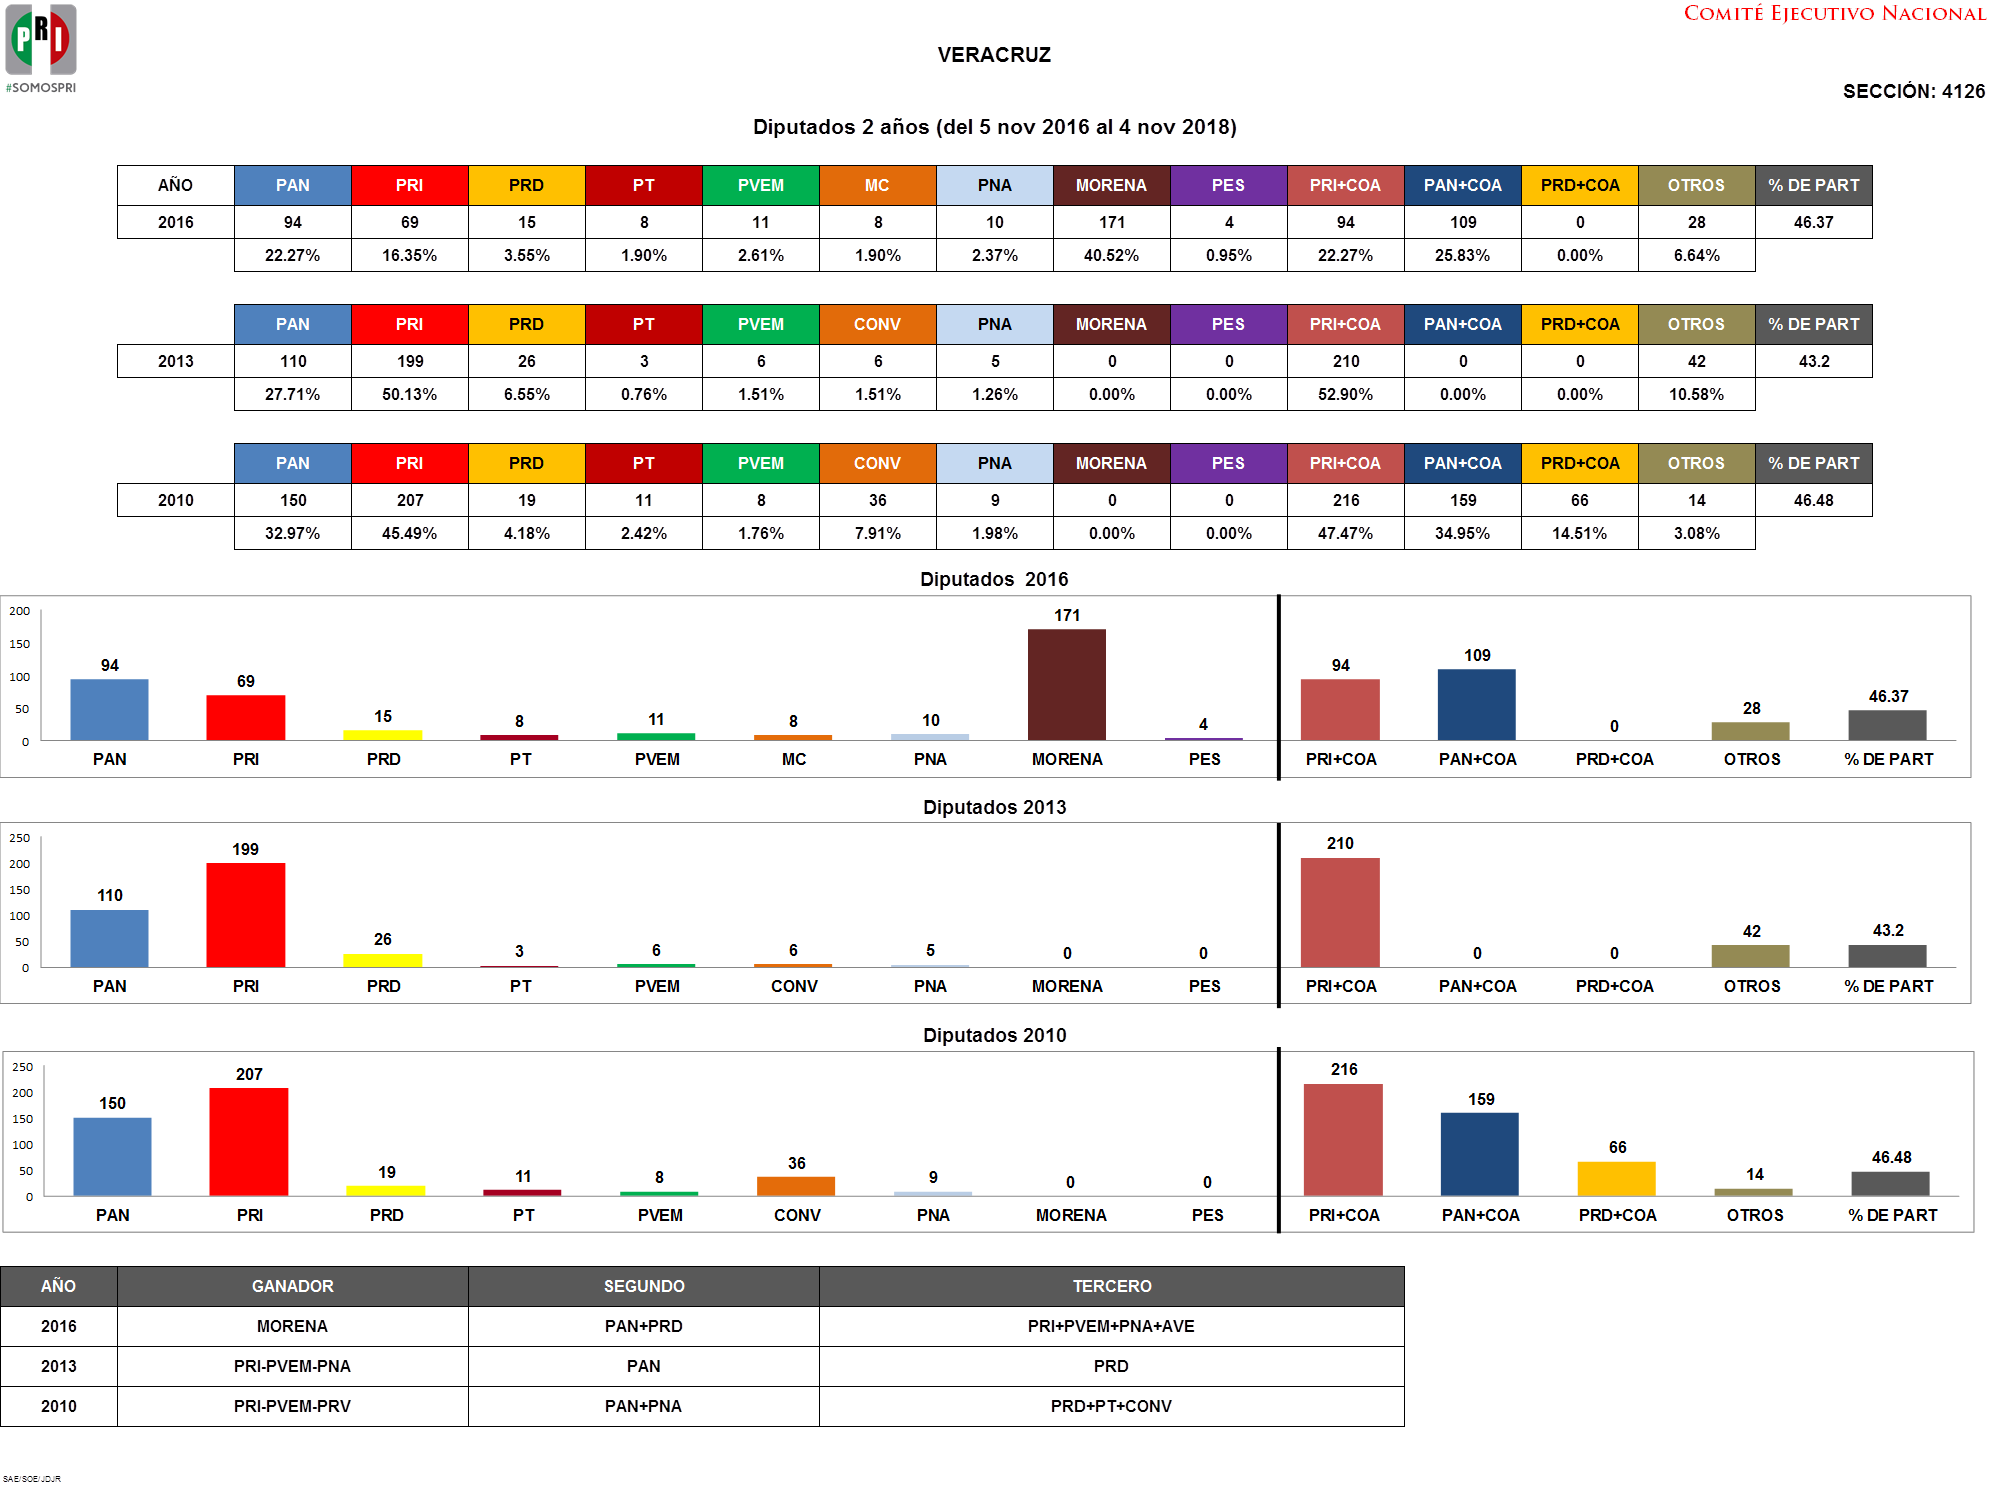 COMITÉ EJECUTIVO NACIONAL
PRI
#SOMOSPRI
VERACRUZ
SECCIÓN: 4126
Diputados 2 años (del 5 nov 2016 al 4 nov 2018)
AÑO PAN PRI PRD PT PVEM MC PNA MORENA PES PRI+COA PAN+COA PRD+COA OTROS % DE PART
2016 94 69 15 8 11 8 10 171 4 94 109 0 28 46.37
22.27% 16.35% 3.55% 1.90% 2.61% 1.90% 2.37% 40.52% 0.95% 22.27% 25.83% 0.00% 6.64%
PAN PRI PRD PT PVEM CONV PNA MORENA PES PRI+COA PAN+COA PRD+COA OTROS % DE PART
2013 110 199 26 3 6 6 5 0 0 210 0 0 42 43.2
27.71% 50.13% 6.55% 0.76% 1.51% 1.51% 1.26% 0.00% 0.00% 52.90% 0.00% 0.00% 10.58%
PAN PRI PRD PT PVEM CONV PNA MORENA PES PRI+COA PAN+COA PRD+COA OTROS % DE PART
2010 150 207 19 11 8 36 9 0 0 216 159 66 14 46.48
32.97% 45.49% 4.18% 2.42% 1.76% 7.91% 1.98% 0.00% 0.00% 47.47% 34.95% 14.51% 3.08%
Diputados 2016
200
150
100
50
0
94 69 15 8 11 8 10 171 4 94 109 0 28 46.37
PAN PRI PRD PT PVEM MC PNA MORENA PES PRI+COA PAN+COA PRD+COA OTROS % DE PART
Diputados 2013
250
200
150
100
50
0
110 199 26 3 6 6 5 0 0 210 0 0 42 43.2
PAN PRI PRD PT PVEM CONV PNA MORENA PES PRI+COA PAN+COA PRD+COA OTROS % DE PART
Diputados 2010
250
200
150
100
50
0
150 207 19 11 8 36 9 0 0 216 159 66 14 46.48
PAN PRI PRD PT PVEM CONV PNA MORENA PES PRI+COA PAN+COA PRD+COA OTROS % DE PART
AÑO GANADOR SEGUNDO TERCERO
2016 MORENA PAN+PRD PRI+PVEM+PNA+AVE
2013 PRI-PVEM-PNA PAN PRD
2010 PRI-PVEM-PRV PAN+PNA PRD+PT+CONV
SAE/SOE/JDJR